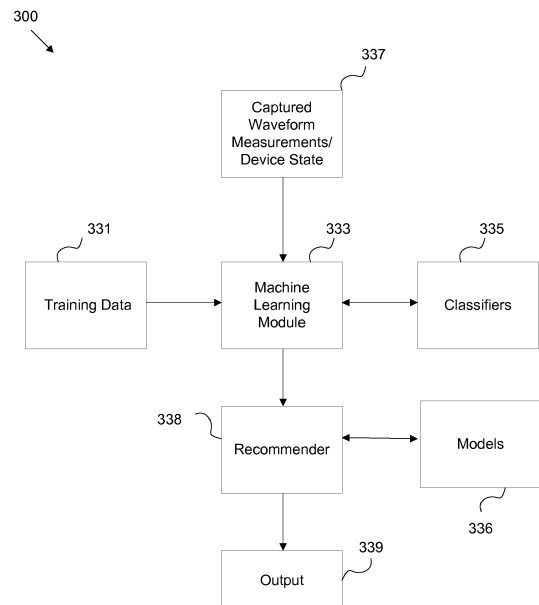 300
337
Captured
Waveform
Measurements/
Device State
331
333
335
Training Data
Machine
Learning
Module
Classifiers
338
Recommender
Models
336
339
Output